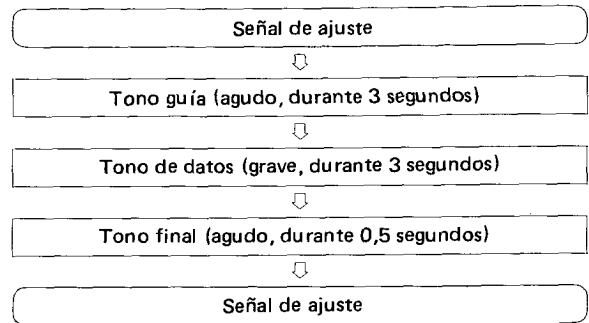 Señal de ajuste
Tono guía (agudo, durante 3 segundos)
Tono de datos (grave, durante 3 segundos)
Tono final (agudo, durante 0,5 segundos)
Señal de ajuste